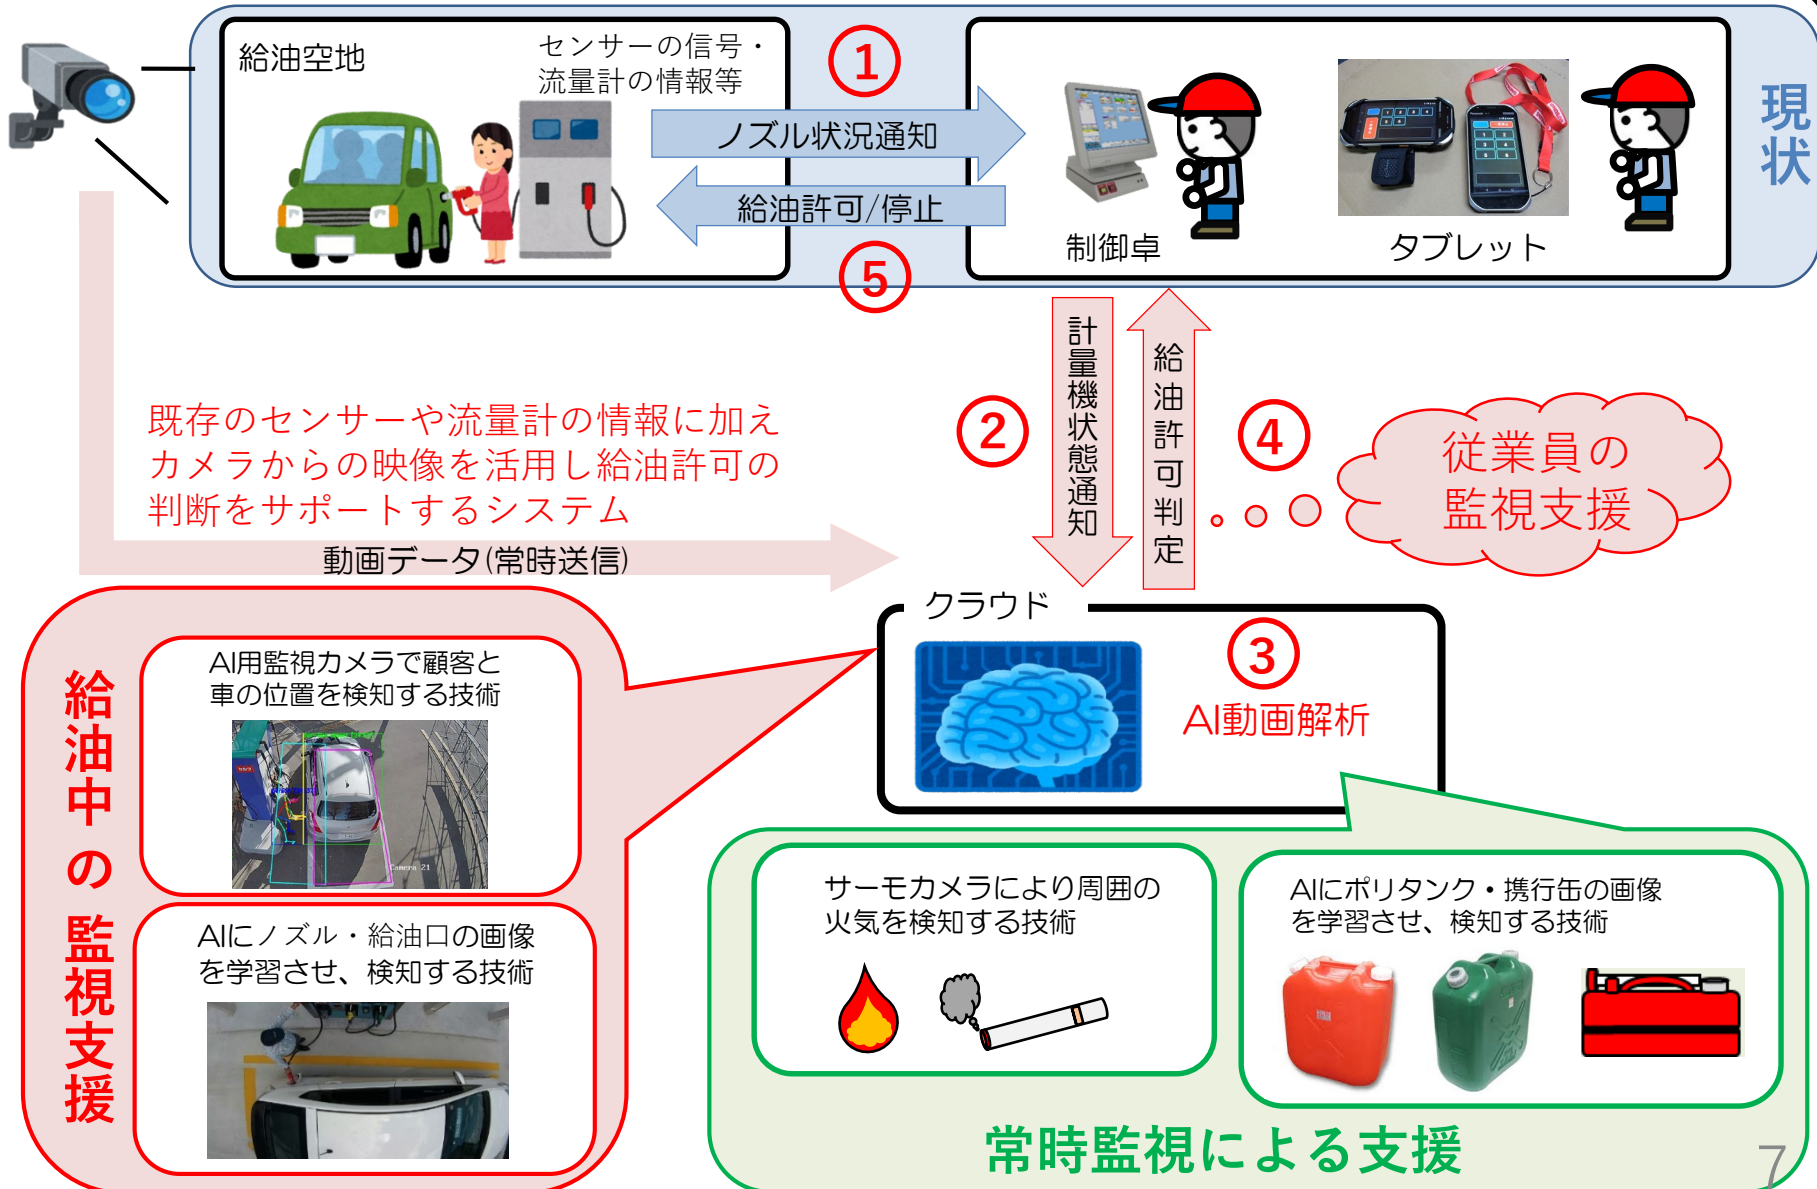 給油空地
センサーの信号・
流量計の情報等
①
ノズル状況通知
給油許可/停止
⑤
制御卓
タブレット
現状
計量機状態通知
②
給油許可判定
④
従業員の
監視支援
既存のセンサーや流量計の情報に加え
カメラからの映像を活用し給油許可の
判断をサポートするシステム
動画データ(常時送信)
クラウド
③
AI動画解析
給油中の監視支援
AI用監視カメラで顧客と
車の位置を検知する技術
Camera 21
AIにノズル・給油口の画像
を学習させ、検知する技術
サーモカメラにより周囲の
火気を検知する技術
AIにポリタンク・携行缶の画像
を学習させ、検知する技術
常時監視による支援
7